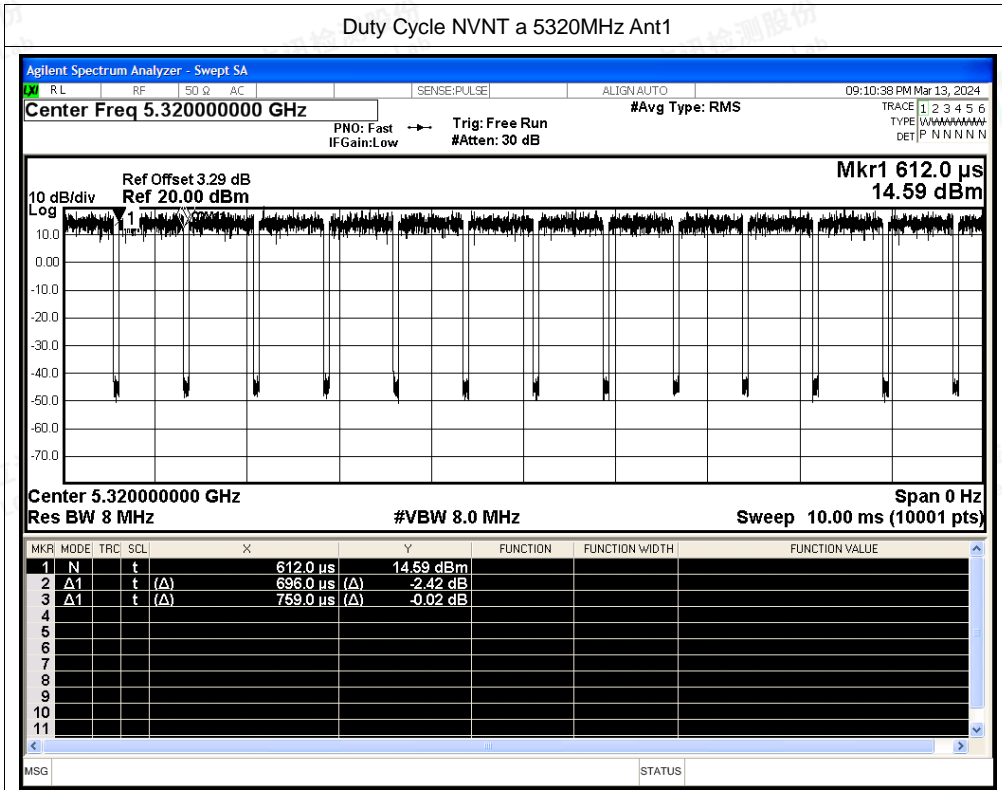 Duty Cycle NVNT a 5320MHz Ant1
Agilent Spectrum Analyzer - Swept SA
LXI RL RF 50 Ω AC SENSE:PULSE ALIGN AUTO 09:10:38 PM Mar 13, 2024
Center Freq 5.320000000 GHz #Avg Type: RMS TRACE 1 2 3 4 5 6
PNO: Fast Trig: Free Run TYPE WWWWWW
IFGain:Low #Atten: 30 dB DET P N N N N N
Mkr1 612.0 µs
Ref Offset 3.29 dB
10 dB/div Ref 20.00 dBm 14.59 dBm
Log
1
10.0
0.00
-10.0
-20.0
-30.0
-40.0
-50.0
-60.0
-70.0
Center 5.320000000 GHz Span 0 Hz
Res BW 8 MHz #VBW 8.0 MHz Sweep 10.00 ms (10001 pts)
MKR MODE TRC SCL X Y FUNCTION FUNCTION WIDTH FUNCTION VALUE
1 N t 612.0 µs 14.59 dBm
2 Δ1 t (Δ) 696.0 µs (Δ) -2.42 dB
3 Δ1 t (Δ) 759.0 µs (Δ) -0.02 dB
4
5
6
7
8
9
10
11
MSG STATUS